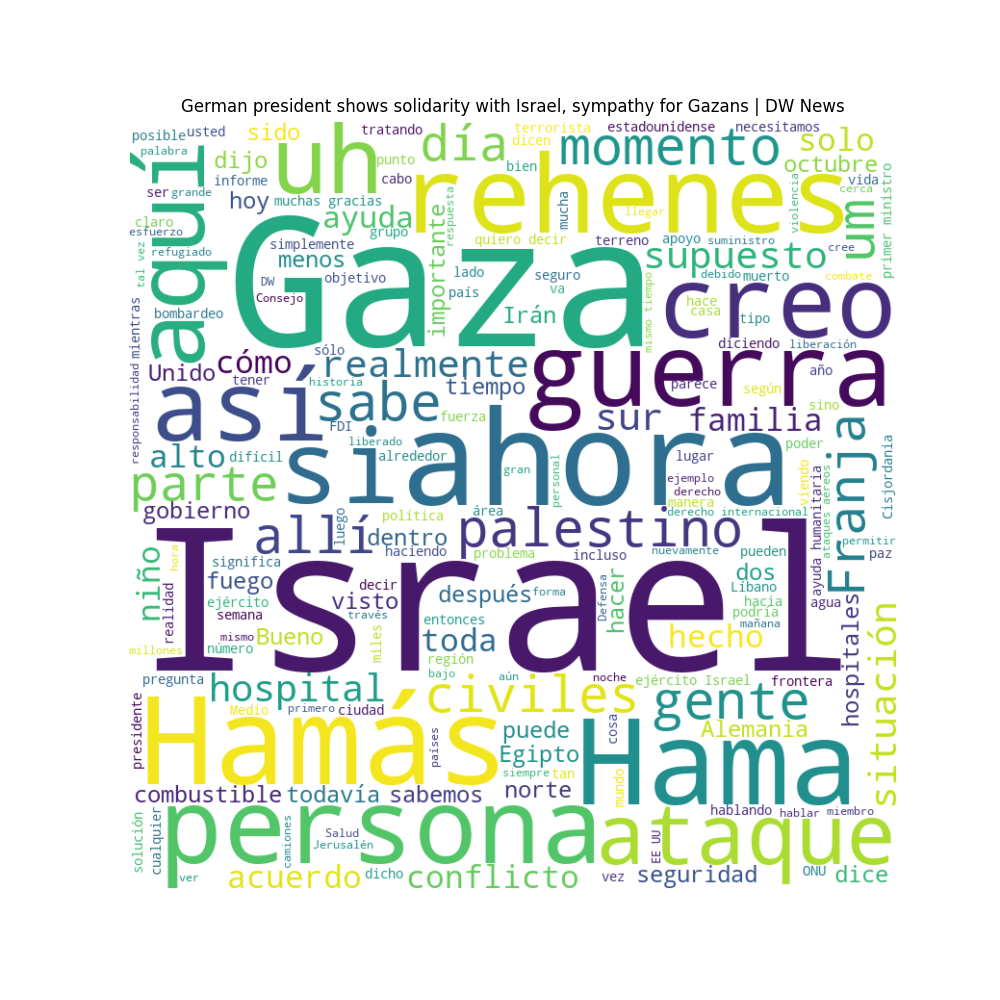 German president shows solidarity with Israel, sympathy for Gazans | DW News
posible
usted
sido
tratando
terrorista
estadounidense
necesitamos
palabra
aquí
dijo
uh
punto
día
dicen
momento
solo
bien
octubre
ser
grande
informe
hoy
muchas gracias
cabo
rehenes
respuesta
mucha
violencia
vida
cerca
primer ministro
claro
esfuerzo
ayuda
grupo
importante
llegar
um
tal vez
refugiado
simplemente
menos
Gaza
quiero decir
terreno
apoyo
suministro
supuesto
cree
DW
objetivo
lado
país
seguro
va
mismo tiempo
debido
muerto
combate
Consejo
Irán
hace
casa
creo
bombardeo
tipo
responsabilidad mientras
Unido
cómo
sólo
realmente
guerra
diciendo
liberación
tener
historia
tiempo
parece
según
año
así
sabe
FDI
fuerza
sur
familia
sino
Franja
alto
difícil
liberado
alrededor
si
ahora
lugar
poder
Cisjordania
parte
gran
personal
ejemplo
derecho
manera
viendo
ataques aéreos
ayuda humanitaria
gobierno
luego
política
área
derecho internacional
allí
dentro
palestino
permitir
niño
hora
haciendo
problema
incluso
nuevamente
pueden
paz
significa
fuego
Israel
dos
Líbano
realidad
ejército
decir
visto
después
forma
Defensa
hacer
hacia
agua
semana
través
entonces
podría
mañana
hospitales
situación
mismo
Bueno
miles
toda
hecho
millones
número
región
pregunta
bajo
aún
noche
ejército Israel
frontera
hospital
civiles
gente
presidente
Medio
primero
ciudad
países
puede
cosa
Alemania
Hamás
Egipto
Hama
siempre
tan
mundo
combustible
todavía
sabemos
norte
hablando
hablar
miembro
solución
cualquier
persona
ataque
camiones
Salud
Jerusalén
EE UU
ver
acuerdo
dicho
conflicto
vez
seguridad
ONU
dice